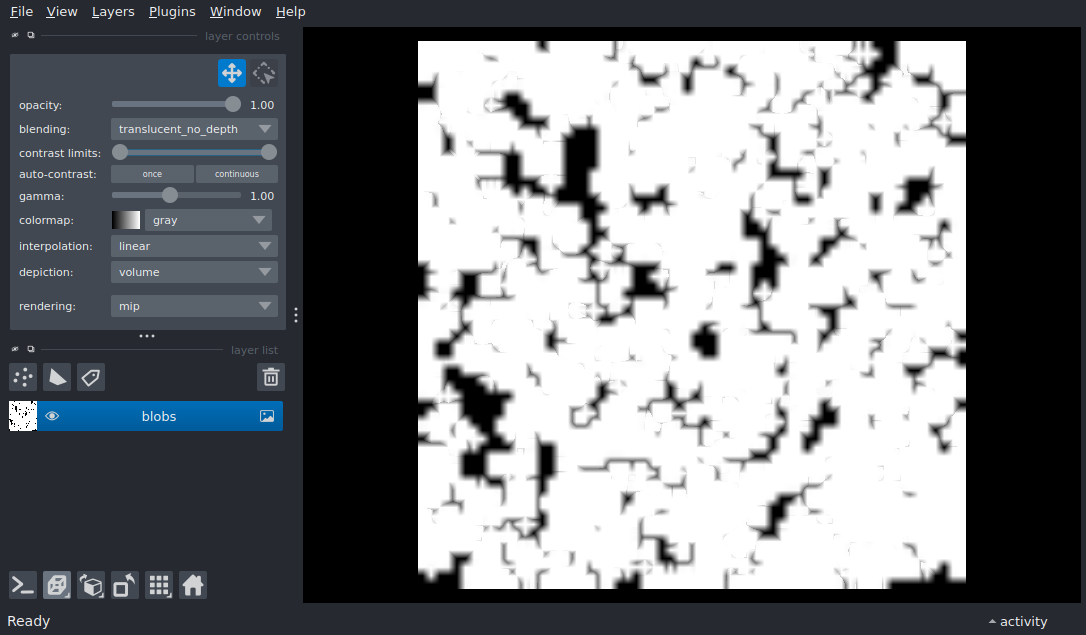 File View Layers Plugins Window Help
layer controls
opacity: 1.00
blending: translucent_no_depth
contrast limits:
auto-contrast: once continuous
gamma: 1.00
colormap: gray
interpolation: linear
depiction: volume
rendering: mip
layer list
blobs
Ready
activity